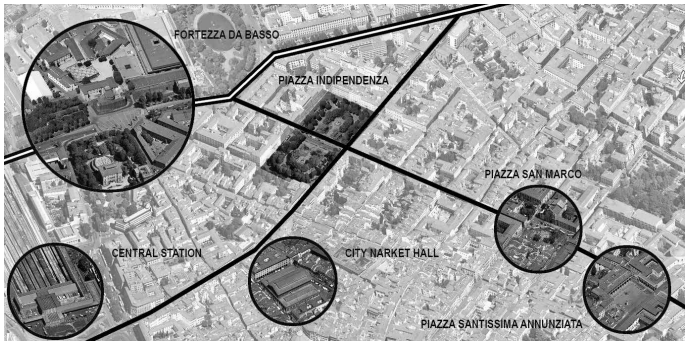 FORTEZZA DA BASSO
PIAZZA INDIPENDENZA
PIAZZA SAN MARCO
CENTRAL STATION
CITY NARKET HALL
PIAZZA SANTISSIMA ANNUNZIATA